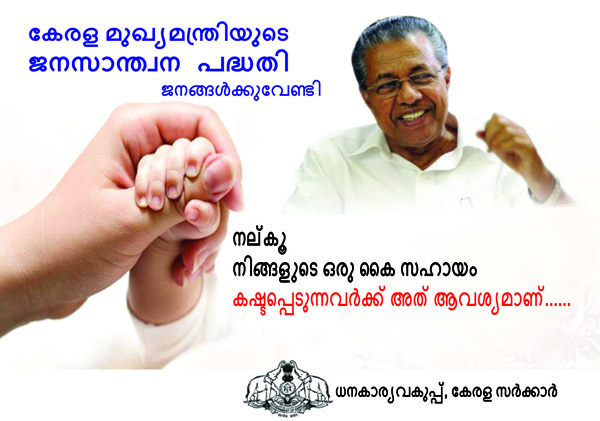 കേരള മുഖ്യമന്ത്രിയുടെ
ജനസാന്ത്വന പദ്ധതി
ജനങ്ങൾക്കുവേണ്ടി
നല്കൂ
നിങ്ങളുടെ ഒരു കൈ സഹായം
കഷ്ടപ്പെടുന്നവർക്ക് അത് ആവശ്യമാണ്......
ധനകാര്യവകുപ്പ്, കേരള സർക്കാർ